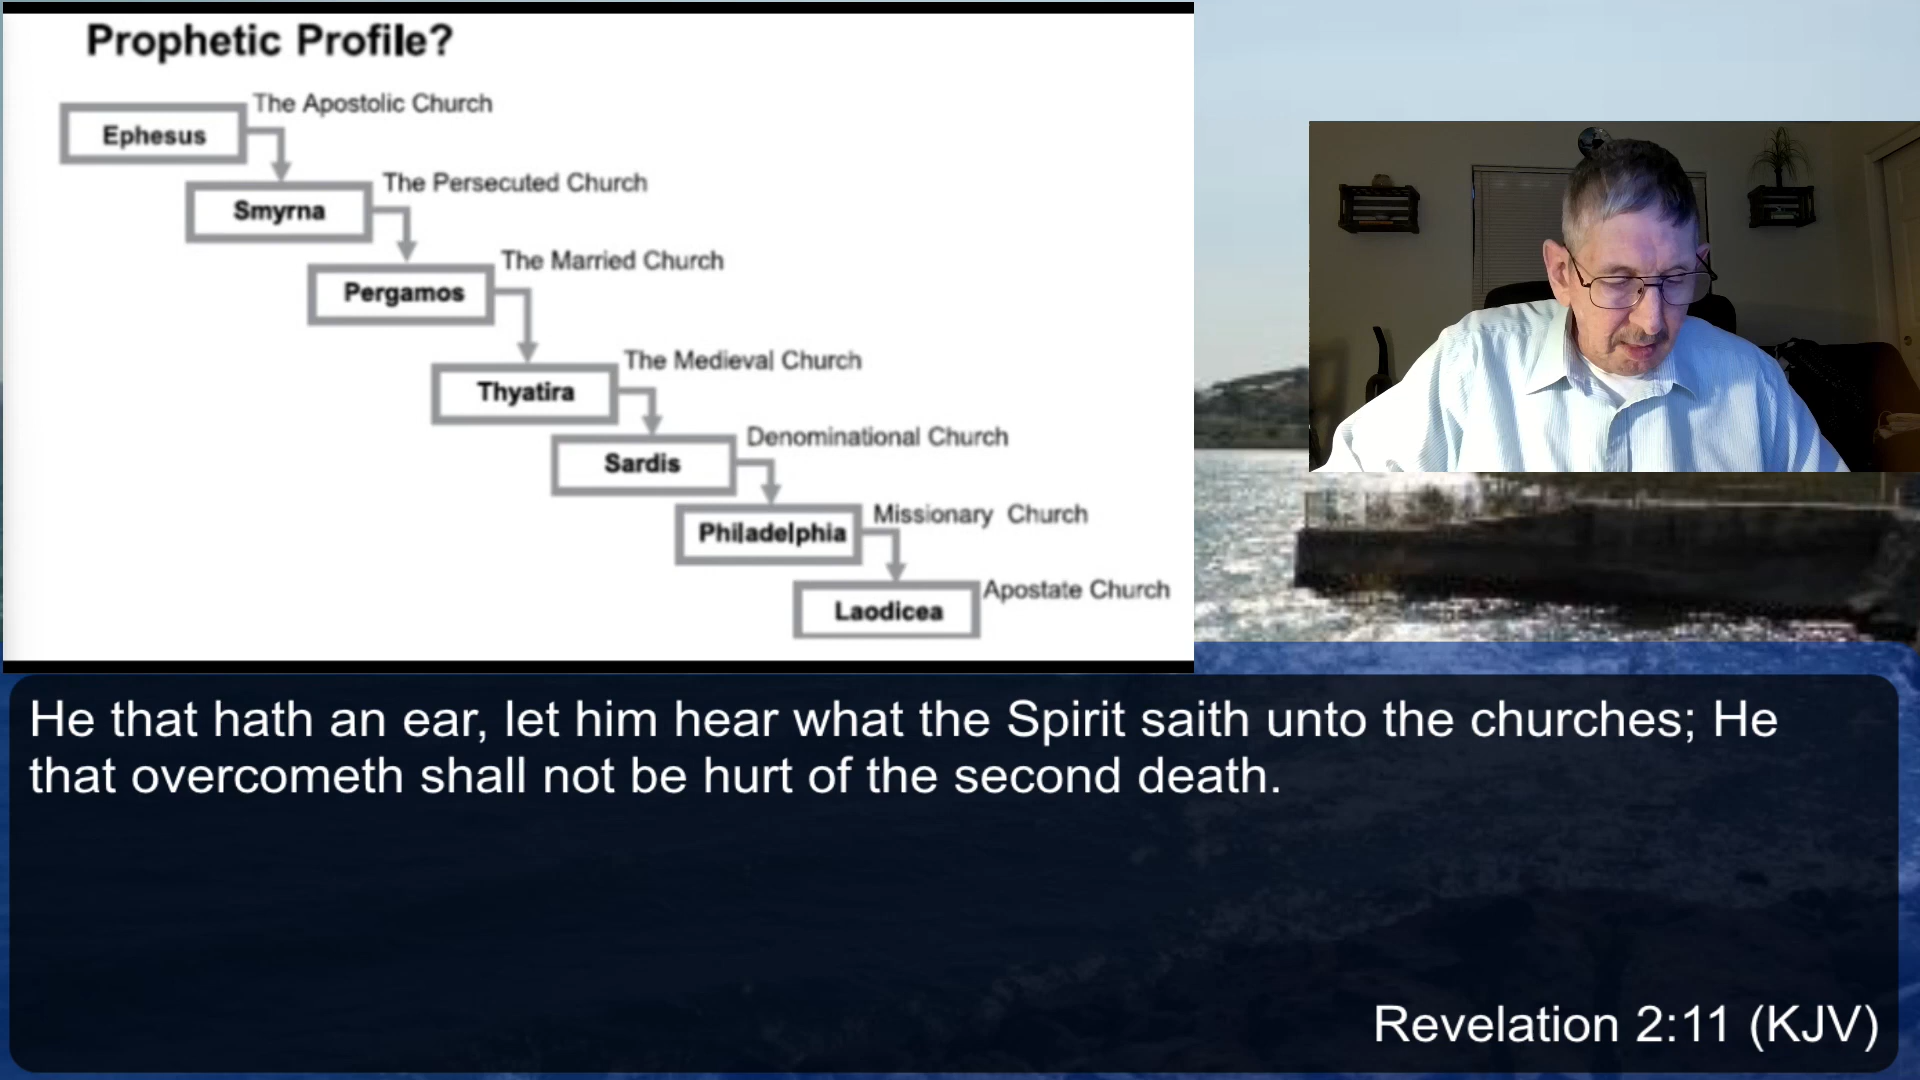 Prophetic Profile?
The Apostolic Church
Ephesus
The Persecuted Church
Smyrna
The Married Church
Pergamos
The Medieval Church
Thyatira
Denominational Church
Sardis
Missionary Church
Philadelphia
Apostate Church
Laodicea
He that hath an ear, let him hear what the Spirit saith unto the churches; He
that overcometh shall not be hurt of the second death.
Revelation 2:11 (KJV)